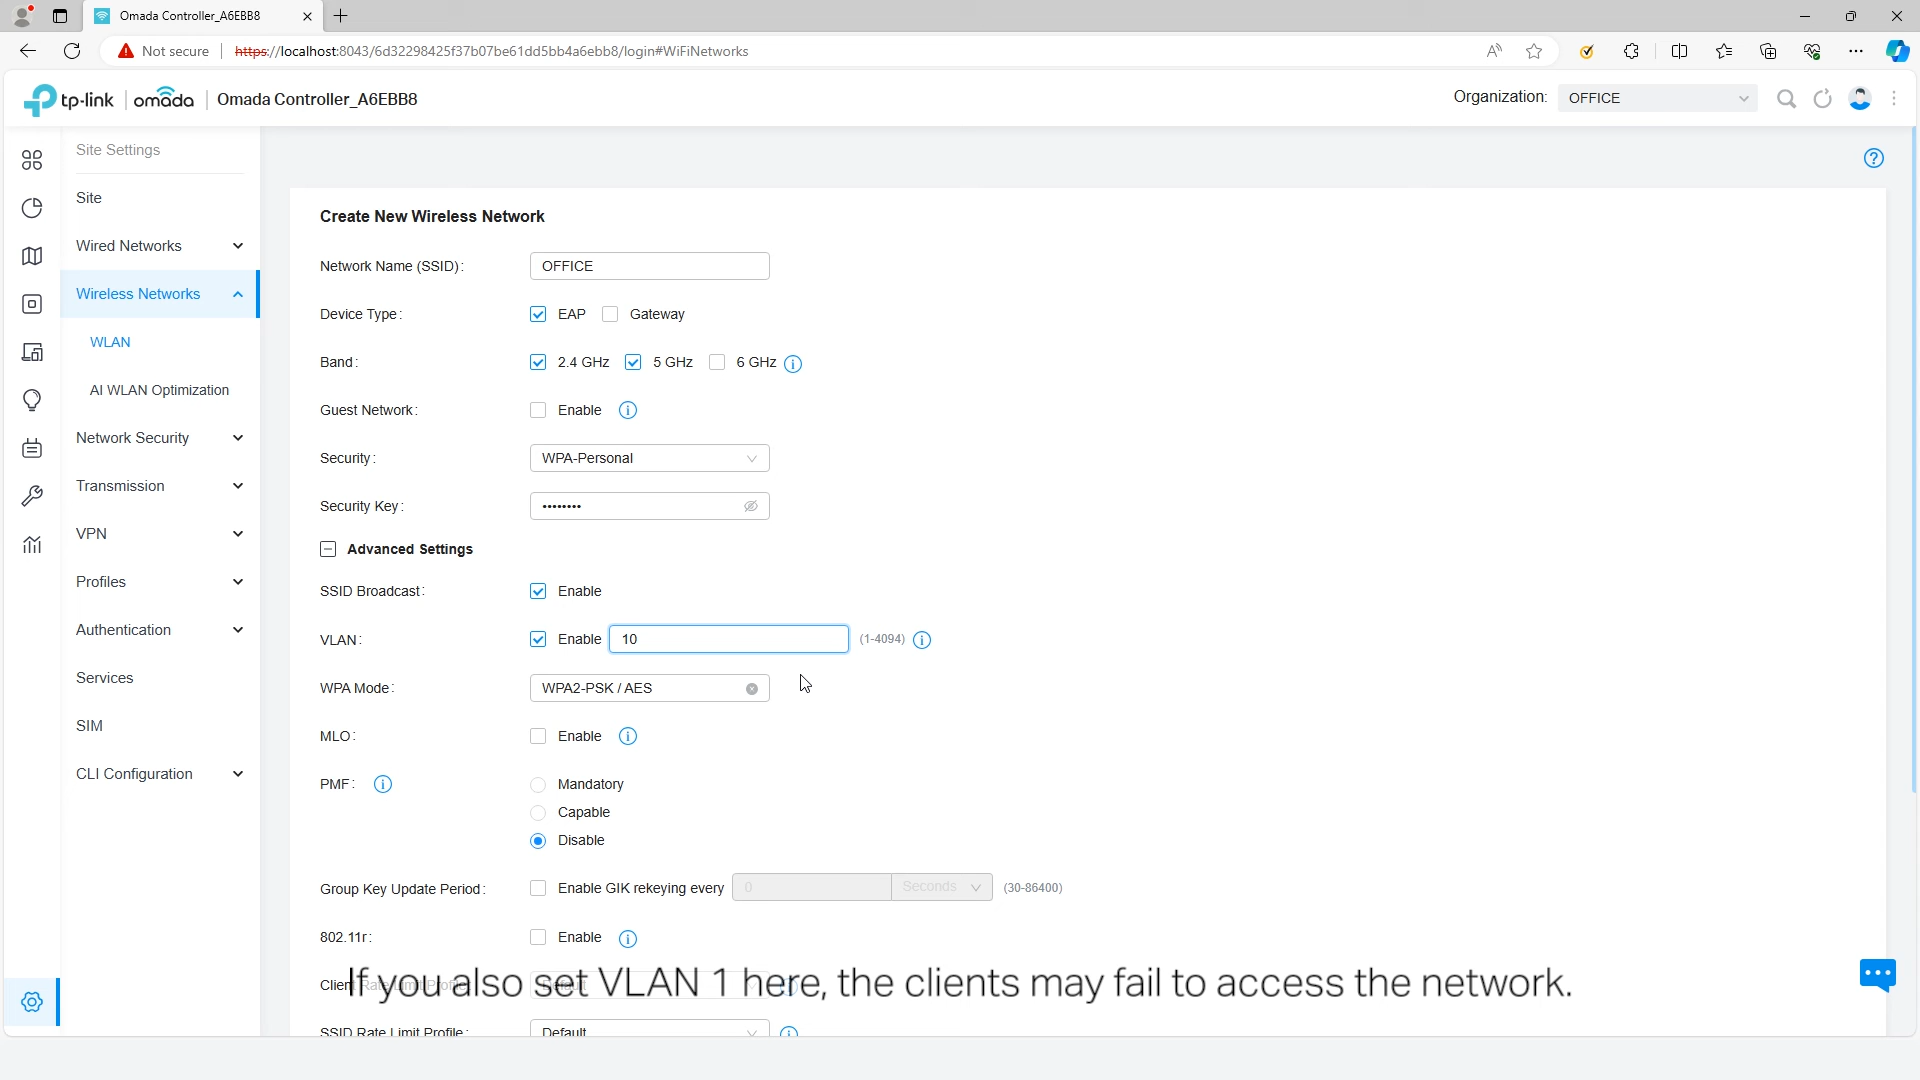 Omada Controller_A6EBB8
Not secure https://localhost:8043/6d32298425f37b07be61dd5bb4a6ebb8/login#WiFiNetworks
tp-link omada Omada Controller_A6EBB8 Organization: OFFICE
Site Settings
Site
Wired Networks
Wireless Networks
WLAN
AI WLAN Optimization
Network Security
Transmission
VPN
Profiles
Authentication
Services
SIM
CLI Configuration
Create New Wireless Network
Network Name (SSID): OFFICE
Device Type: EAP Gateway
Band: 2.4 GHz 5 GHz 6 GHz
Guest Network: Enable
Security: WPA-Personal
Security Key: ••••••••
Advanced Settings
SSID Broadcast: Enable
VLAN: Enable 10 (1-4094)
WPA Mode: WPA2-PSK / AES
MLO: Enable
PMF: Mandatory
Capable
Disable
Group Key Update Period: Enable GIK rekeying every 0 Seconds (30-86400)
802.11r: Enable
Client Rate Limit Profile: Default
If you also set VLAN 1 here, the clients may fail to access the network.
SSID Rate Limit Profile: Default